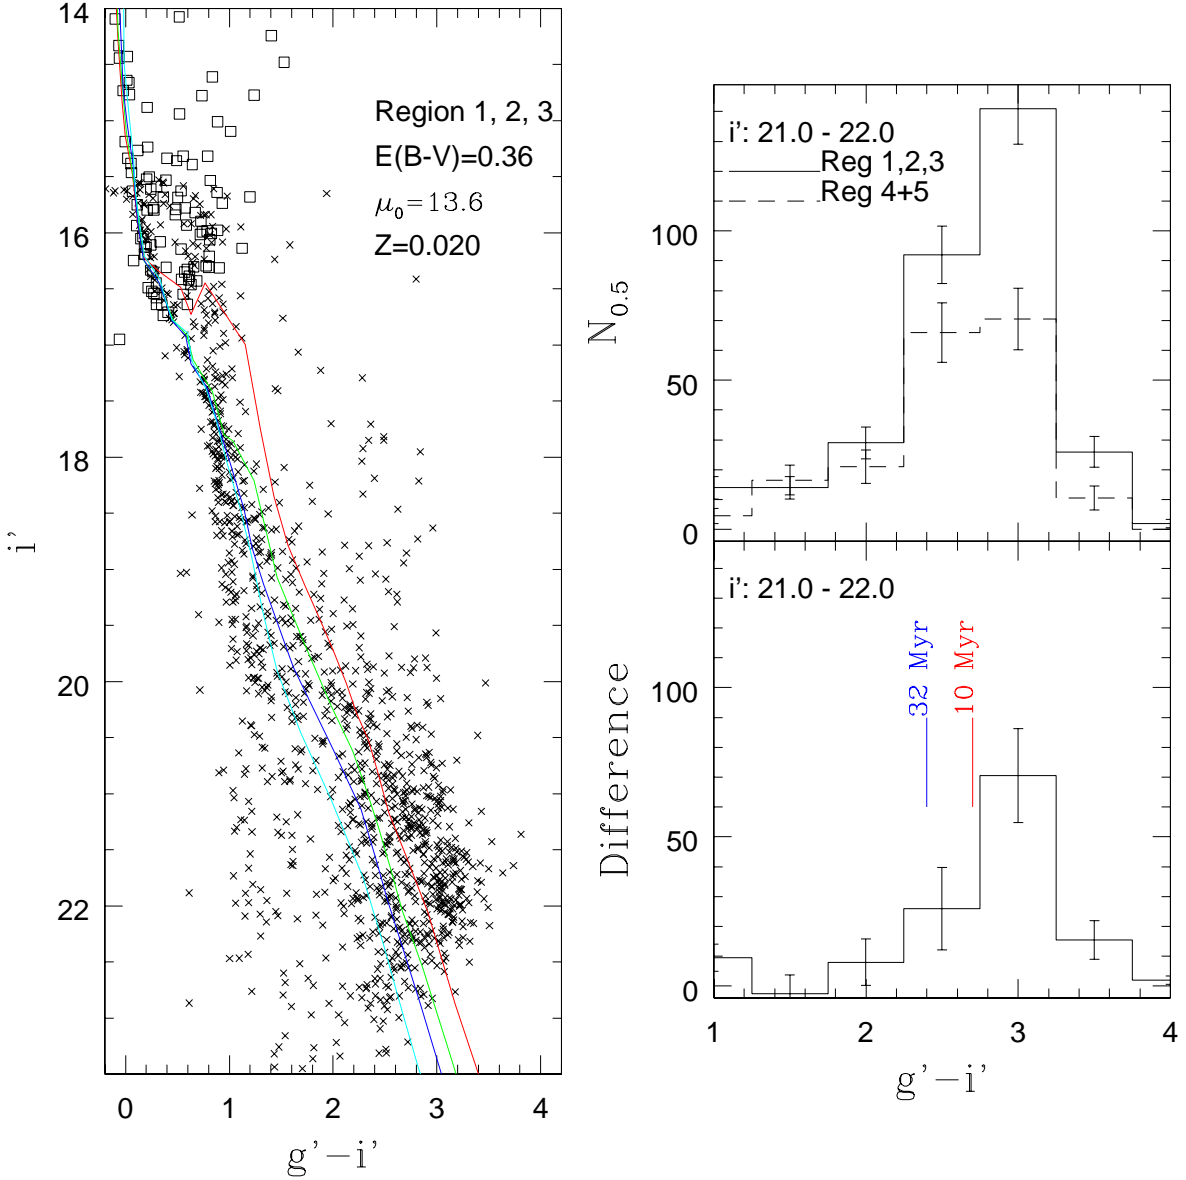 14
16
18
20
22
i'
Region 1, 2, 3
E(B-V)=0.36
μ₀=13.6
Z=0.020
0 1 2 3 4
g'-i'
i': 21.0 - 22.0
Reg 1,2,3
Reg 4+5
100
50
0
N₀.₅
i': 21.0 - 22.0
32 Myr
10 Myr
100
50
0
Difference
1 2 3 4
g'-i'